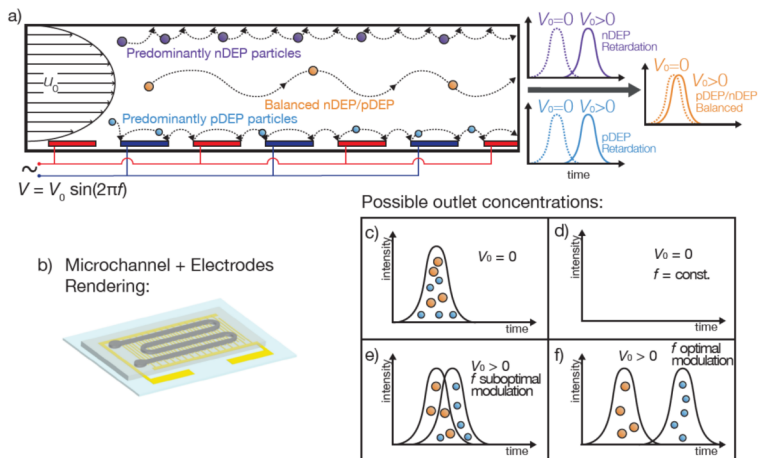 a)
u₀
Predominantly nDEP particles
Balanced nDEP/pDEP
Predominantly pDEP particles
~
V = V₀ sin(2πf)
V₀=0 V₀>0
nDEP
Retardation
V₀=0 V₀>0
pDEP
Retardation
time
V₀=0
V₀>0
pDEP/nDEP
Balanced
b) Microchannel + Electrodes
Rendering:
Possible outlet concentrations:
c)
intensity
V₀ = 0
time
d)
intensity
V₀ = 0
f = const.
time
e)
intensity
V₀ > 0
f suboptimal
modulation
time
f)
intensity
V₀ > 0
f optimal
modulation
time